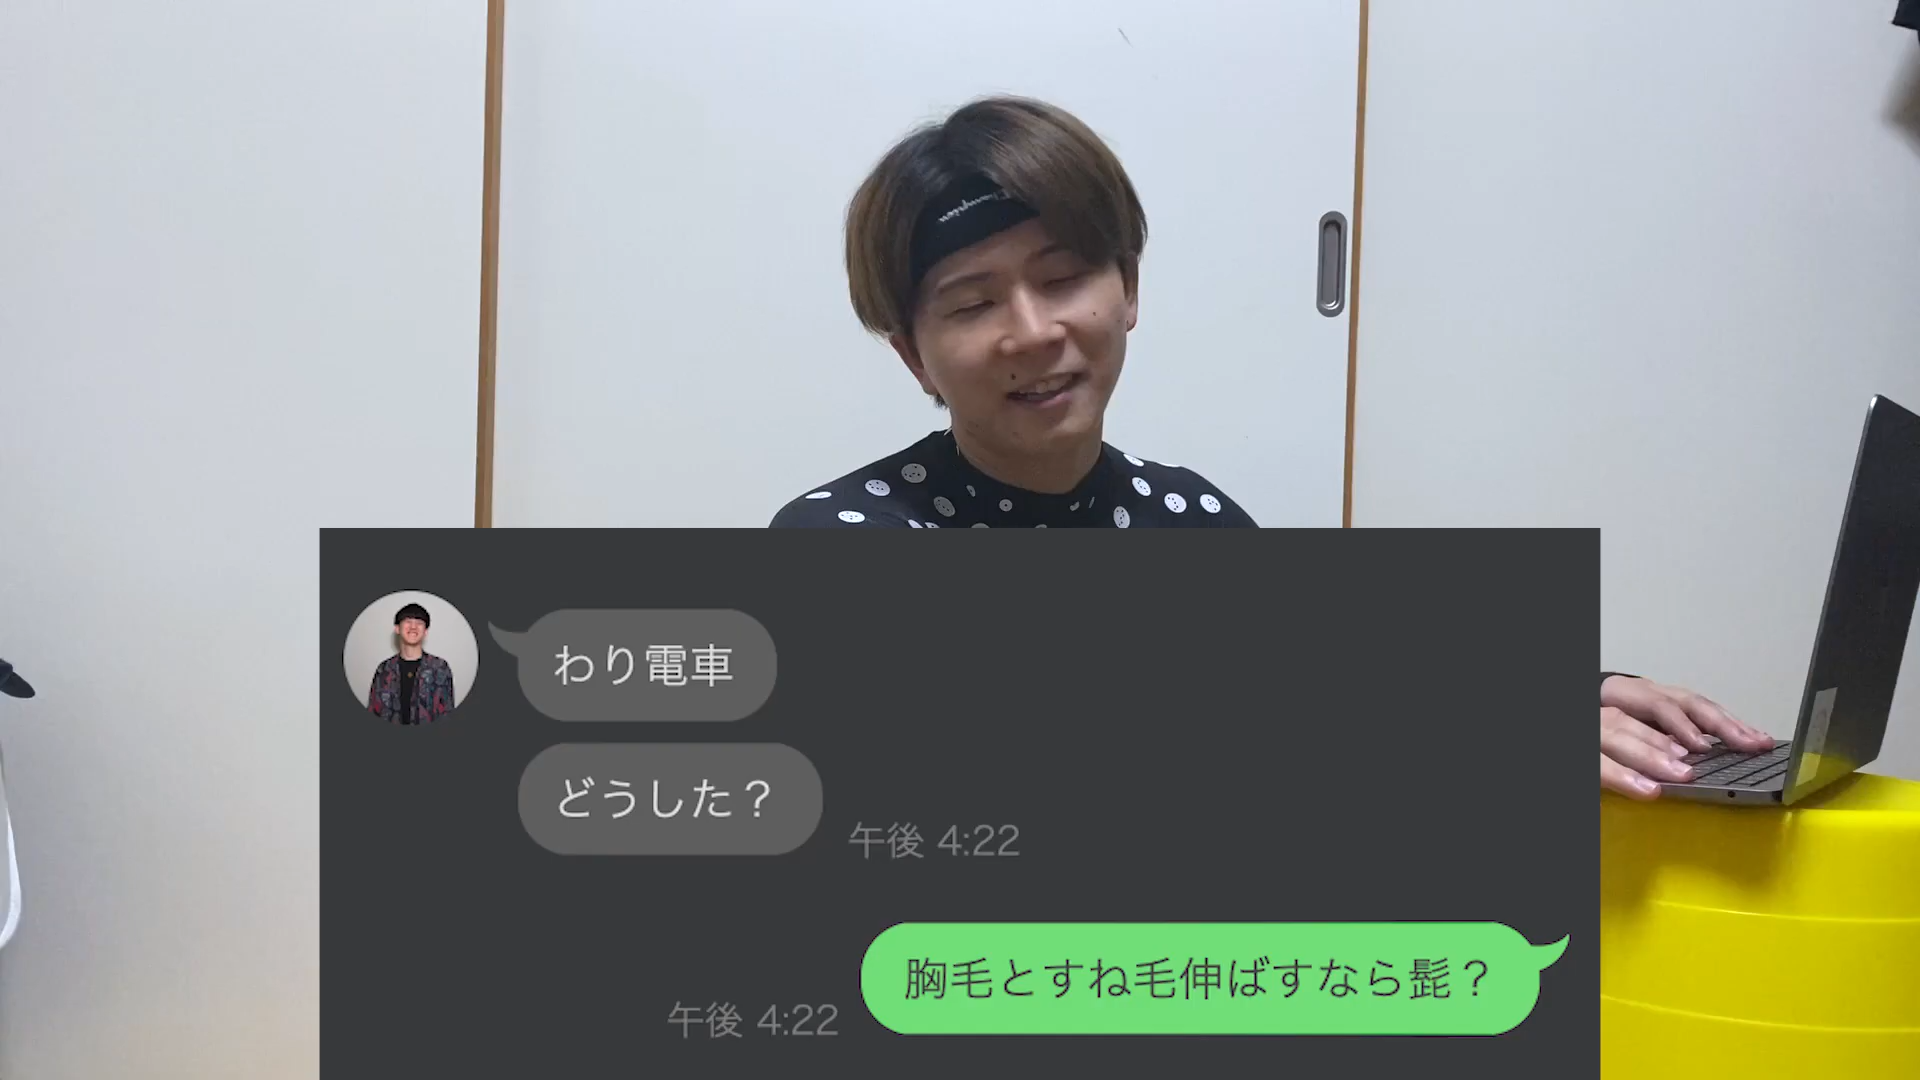 Champion
わり電車
どうした？
午後 4:22
胸毛とすね毛伸ばすなら髭？
午後 4:22